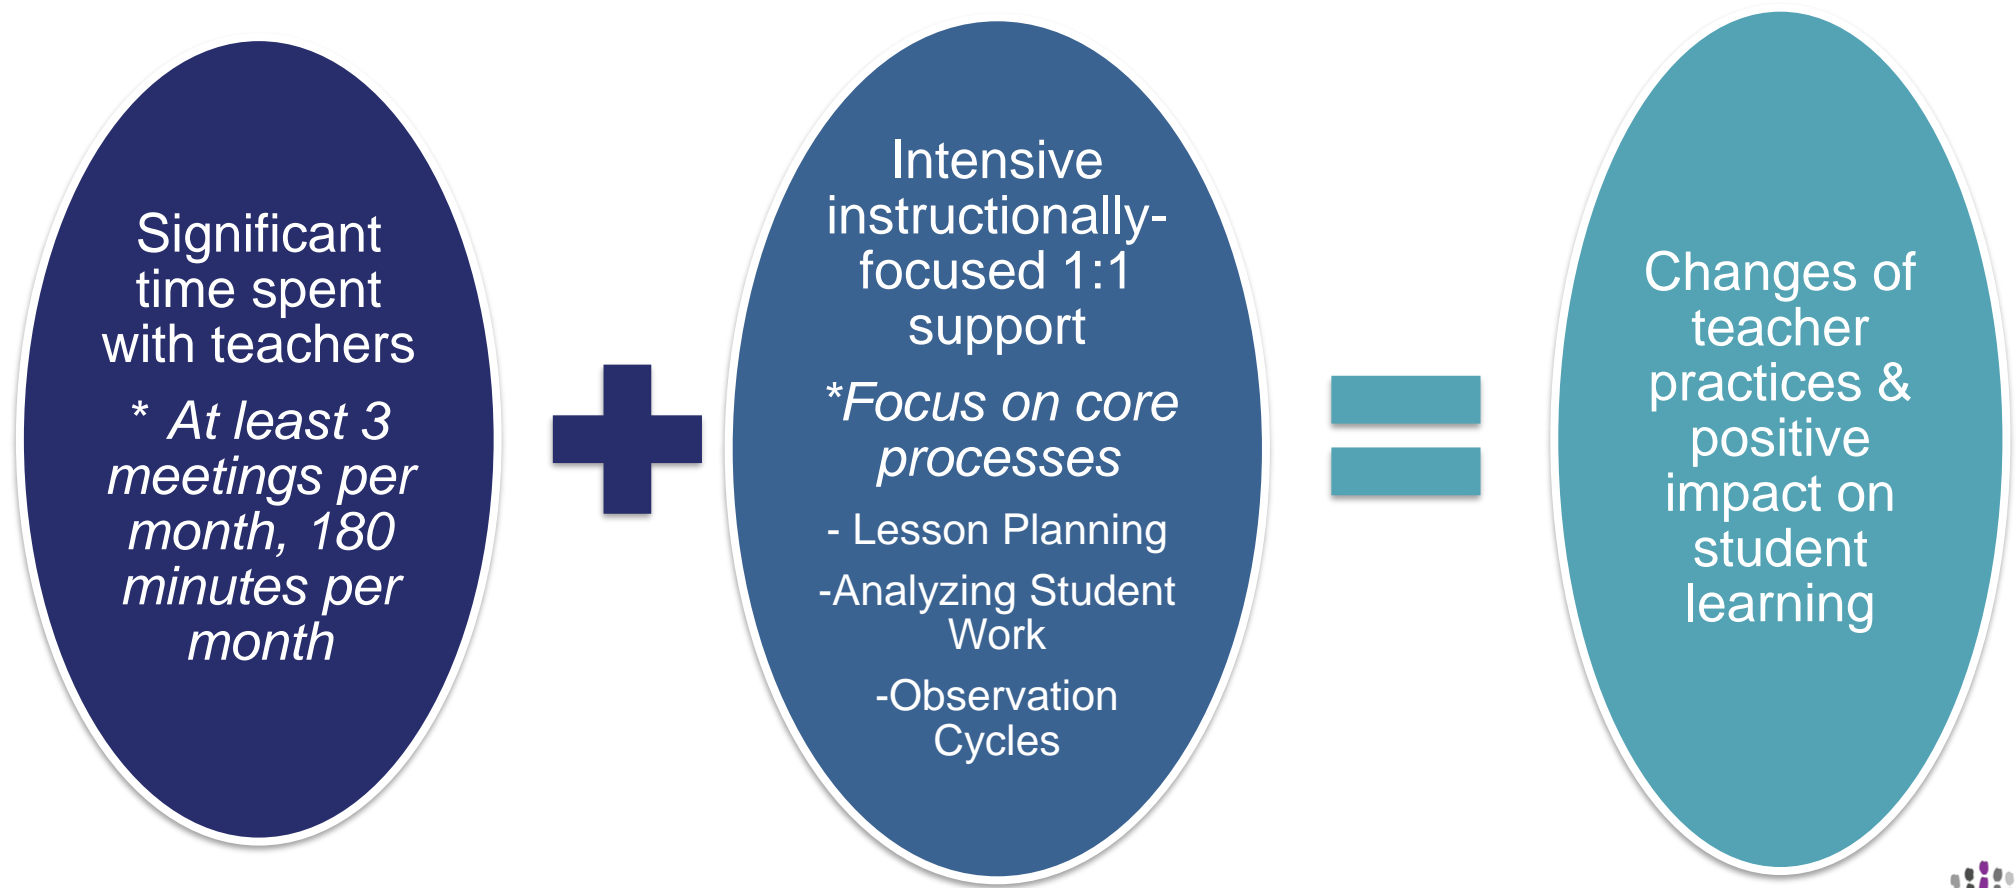 Significant
time spent
with teachers
* At least 3
meetings per
month, 180
minutes per
month
Intensive
instructionally-
focused 1:1
support
*Focus on core
processes
- Lesson Planning
-Analyzing Student
Work
-Observation
Cycles
Changes of
teacher
practices &
positive
impact on
student
learning